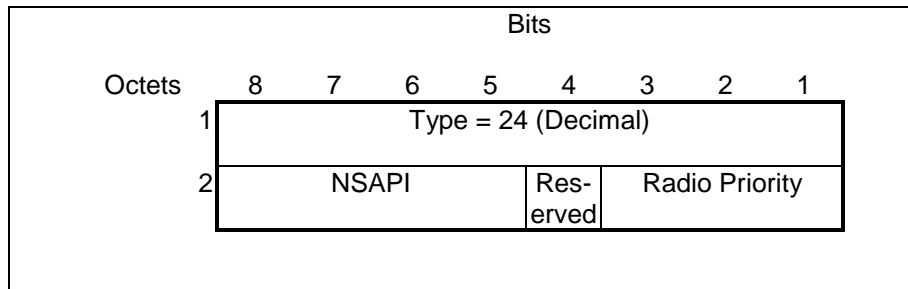 Bits
Octets 8 7 6 5 4 3 2 1
1 Type = 24 (Decimal)
2 NSAPI Res- Radio Priority
erved